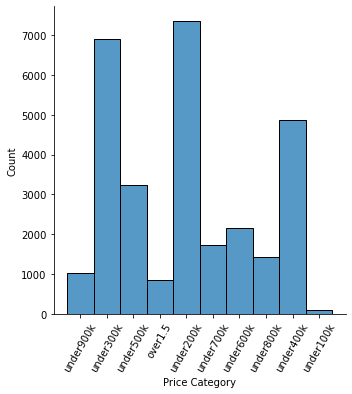 7000
6000
5000
4000
3000
2000
1000
0
Count
under900k
under300k
under500k
over1.5
under200k
under700k
under600k
under800k
under400k
under100k
Price Category